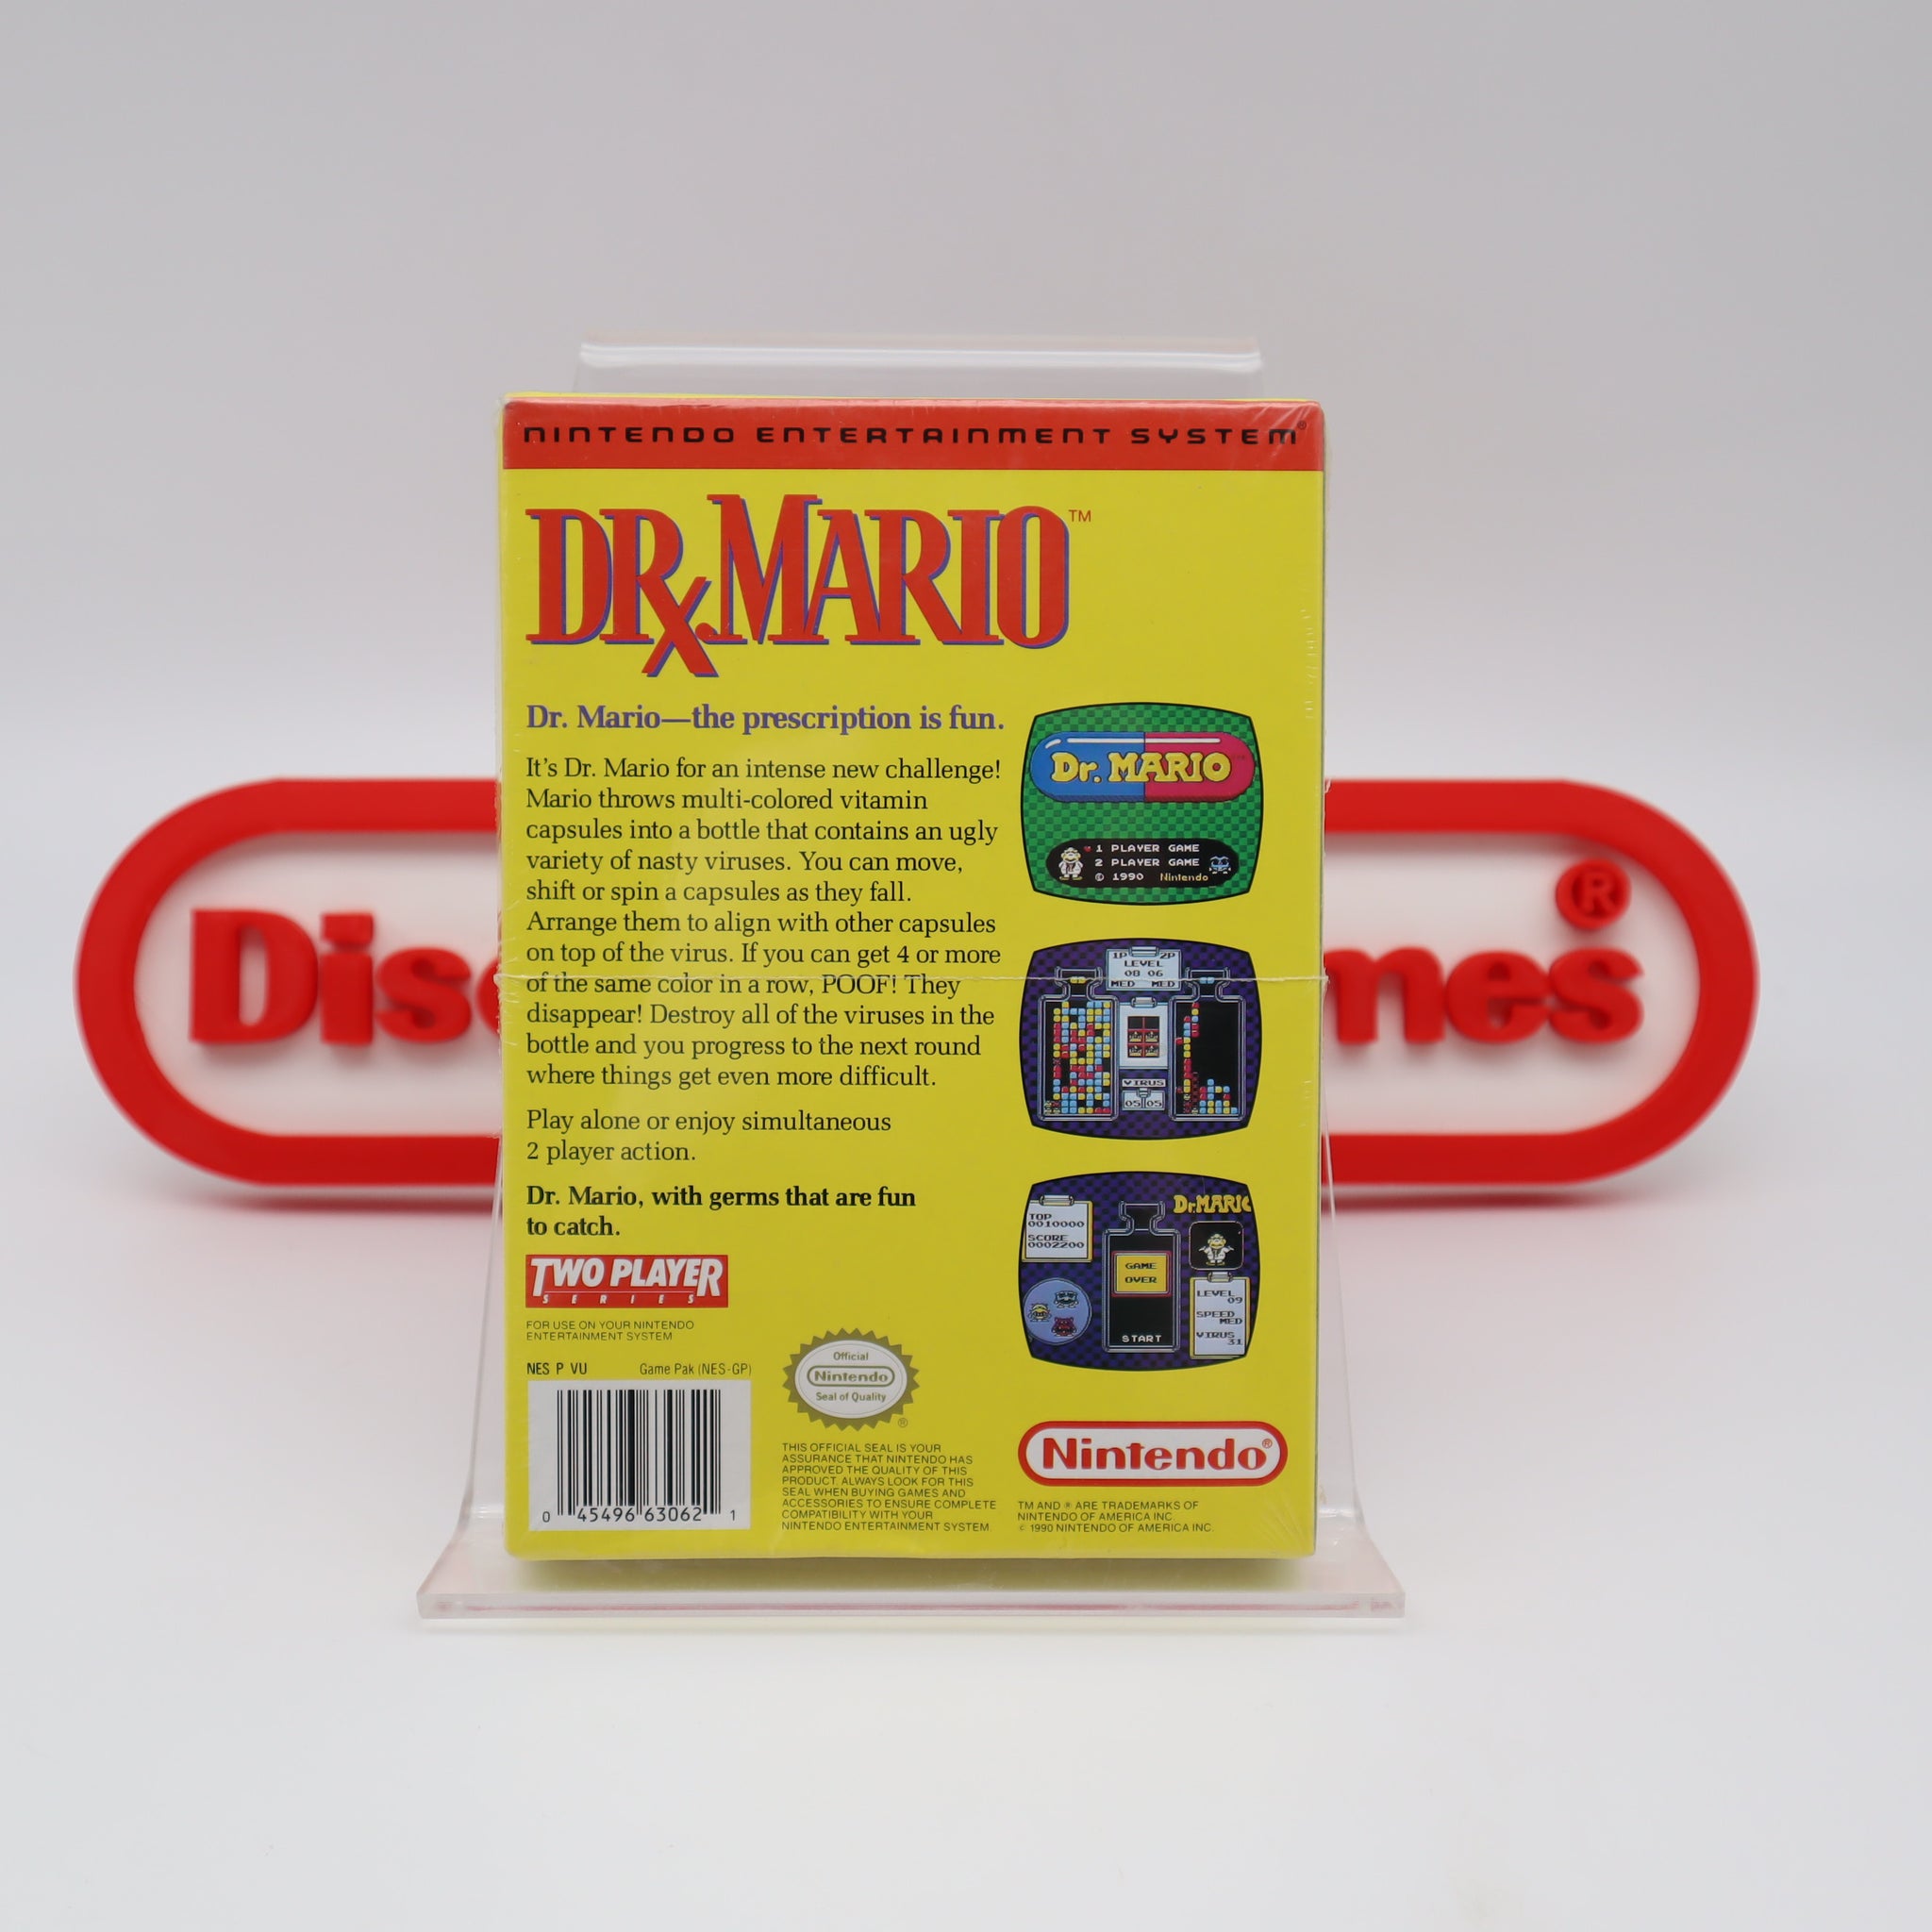 NINTENDO ENTERTAINMENT SYSTEM®
DR. MARIO™
Dr. Mario—the prescription is fun.
It's Dr. Mario for an intense new challenge!
Mario throws multi-colored vitamin
capsules into a bottle that contains an ugly
variety of nasty viruses. You can move,
shift or spin a capsules as they fall.
Arrange them to align with other capsules
on top of the virus. If you can get 4 or more
of the same color in a row, POOF! They
disappear! Destroy all of the viruses in the
bottle and you progress to the next round
where things get even more difficult.
Play alone or enjoy simultaneous
2 player action.
Dr. Mario, with germs that are fun
to catch.
TWO PLAYER
SERIES
FOR USE ON YOUR NINTENDO
ENTERTAINMENT SYSTEM
NES P VU Game Pak (NES-GP)
0 45496 63062 1
Official
Nintendo
Seal of Quality
®
THIS OFFICIAL SEAL IS YOUR
ASSURANCE THAT NINTENDO HAS
APPROVED THE QUALITY OF THIS
PRODUCT. ALWAYS LOOK FOR THIS
SEAL WHEN BUYING GAMES AND
ACCESSORIES TO ENSURE COMPLETE
COMPATIBILITY WITH YOUR
NINTENDO ENTERTAINMENT SYSTEM.
Dr. MARIO
1 PLAYER GAME
2 PLAYER GAME
© 1990 Nintendo
1P 2P
LEVEL
08 06
MED MED
VIRUS
05 05
Dr. MARIO
TOP
0010000
SCORE
0002200
GAME
OVER
START
LEVEL
09
SPEED
MED
VIRUS
31
Nintendo®
TM AND ® ARE TRADEMARKS OF
NINTENDO OF AMERICA INC.
© 1990 NINTENDO OF AMERICA INC.
Disc
mes
®